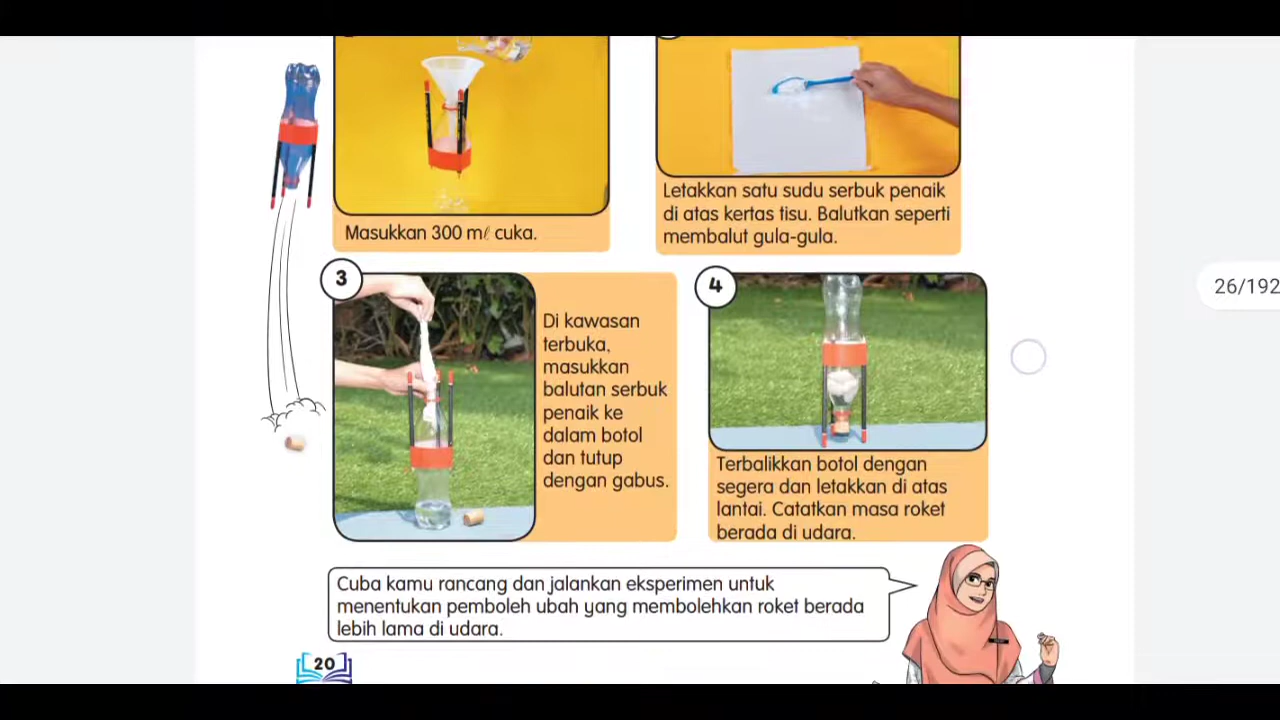 Masukkan 300 mℓ cuka.
Letakkan satu sudu serbuk penaik
di atas kertas tisu. Balutkan seperti
membalut gula-gula.
3
Di kawasan
terbuka,
masukkan
balutan serbuk
penaik ke
dalam botol
dan tutup
dengan gabus.
4
Terbalikkan botol dengan
segera dan letakkan di atas
lantai. Catatkan masa roket
berada di udara.
26/192
Cuba kamu rancang dan jalankan eksperimen untuk
menentukan pemboleh ubah yang membolehkan roket berada
lebih lama di udara.
20